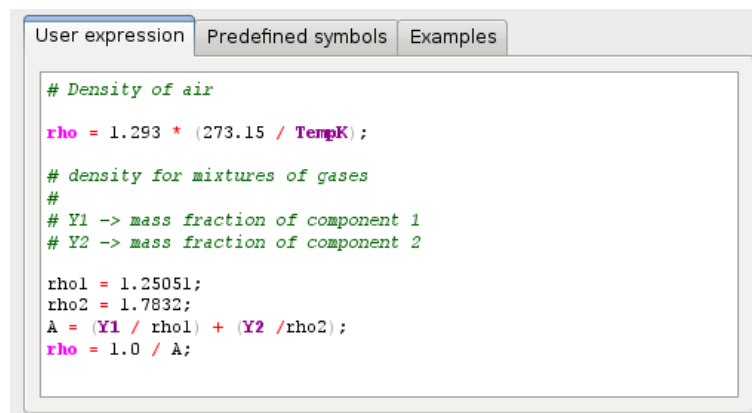 User expression Predefined symbols Examples
# Density of air
rho = 1.293 * (273.15 / TempK);
# density for mixtures of gases
#
# Y1 -> mass fraction of component 1
# Y2 -> mass fraction of component 2
rho1 = 1.25051;
rho2 = 1.7832;
A = (Y1 / rho1) + (Y2 /rho2);
rho = 1.0 / A;